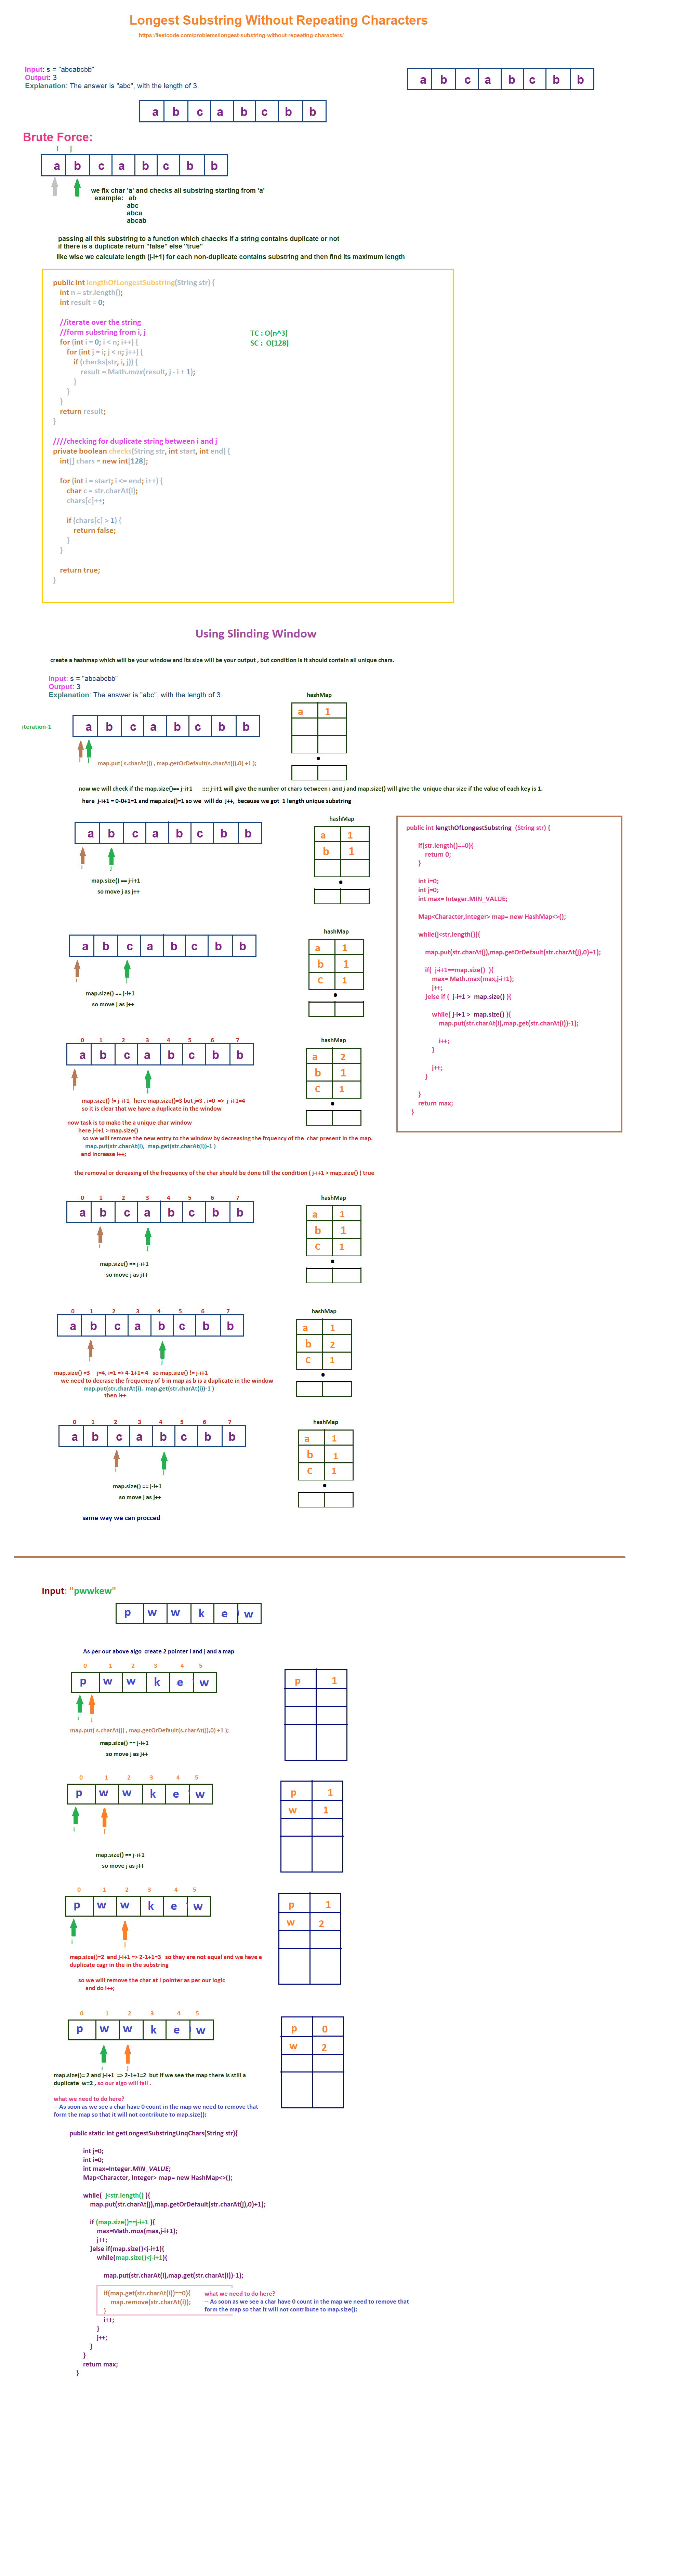 Longest Substring Without Repeating Characters
https://leetcode.com/problems/longest-substring-without-repeating-characters/
Input: s = "abcabcbb"
Output: 3
Explanation: The answer is "abc", with the length of 3.
a b c a b c b b
a b c a b c b b
Brute Force:
i j
a b c a b c b b
we fix char 'a' and checks all substring starting from 'a'
example: ab
abc
abca
abcab
passing all this substring to a function which chaecks if a string contains duplicate or not
if there is a duplicate return "false" else "true"
like wise we calculate length (j-i+1) for each non-duplicate contains substring and then find its maximum length
public int lengthOfLongestSubstring(String str) {
int n = str.length();
int result = 0;
//iterate over the string
//form substring from i, j
TC : O(n^3)
for (int i = 0; i < n; i++) {
SC : O(128)
for (int j = i; j < n; j++) {
if (checks(str, i, j)) {
result = Math.max(result, j - i + 1);
}
}
}
return result;
}
////checking for duplicate string between i and j
private boolean checks(String str, int start, int end) {
int[] chars = new int[128];
for (int i = start; i <= end; i++) {
char c = str.charAt(i);
chars[c]++;
if (chars[c] > 1) {
return false;
}
}
return true;
}
Using Slinding Window
create a hashmap which will be your window and its size will be your output , but condition is it should contain all unique chars.
Input: s = "abcabcbb"
Output: 3
Explanation: The answer is "abc", with the length of 3.
hashMap
a 1
iteration-1
a b c a b c b b
i j
map.put( s.charAt(j) , map.getOrDefault(s.charAt(j),0) +1 );
now we will check if the map.size()== j-i+1 :::: j-i+1 will give the number ot chars between i and j and map.size() will give the unique char size if the value of each key is 1.
here j-i+1 = 0-0+1=1 and map.size()=1 so we will do j++, because we got 1 length unique substring
hashMap
a b c a b c b b
a 1
b 1
i j
map.size() == j-i+1
so move j as j++
public int lengthOfLongestSubstring (String str) {
if(str.length()==0){
return 0;
}
int i=0;
int j=0;
int max= Integer.MIN_VALUE;
Map<Character,Integer> map= new HashMap<>();
while(j<str.length()){
map.put(str.charAt(j),map.getOrDefault(str.charAt(j),0)+1);
if( j-i+1==map.size() ){
max= Math.max(max,j-i+1);
j++;
}else if ( j-i+1 > map.size() ){
while( j-i+1 > map.size() ){
map.put(str.charAt(i),map.get(str.charAt(i))-1);
i++;
}
j++;
}
}
return max;
}
hashMap
a b c a b c b b
a 1
b 1
C 1
i j
map.size() == j-i+1
so move j as j++
hashMap
0 1 2 3 4 5 6 7
a b c a b c b b
a 2
b 1
C 1
i j
map.size() != j-i+1 here map.size()=3 but j=3 , i=0 => j-i+1=4
so it is clear that we have a duplicate in the window
now task is to make the a unique char window
here j-i+1 > map.size()
so we will remove the new entry to the window by decreasing the fruency of the char present in the map.
map.put(str.charAt(i), map.get(str.charAt(i))-1 )
and increase i++;
the removal or dcreasing of the frequency of the char should be done till the condition ( j-i+1 > map.size() ) true
hashMap
0 1 2 3 4 5 6 7
a b c a b c b b
a 1
b 1
C 1
i j
map.size() == j-i+1
so move j as j++
hashMap
0 1 2 3 4 5 6 7
a b c a b c b b
a 1
b 2
C 1
i j
map.size() =3 j=4, i=1 => 4-1+1= 4 so map.size() != j-i+1
we need to decrase the frequency of b in map as b is a duplicate in the window
map.put(str.charAt(i), map.get(str.charAt(i))-1 )
then i++
hashMap
0 1 2 3 4 5 6 7
a b c a b c b b
a 1
b 1
C 1
i j
map.size() == j-i+1
so move j as j++
same way we can procced
Input: "pwwkew"
p w w k e w
As per our above algo create 2 pointer i and j and a map
0 1 2 3 4 5
p w w k e w
p 1
i j
map.put( s.charAt(j) , map.getOrDefault(s.charAt(j),0) +1 );
map.size() == j-i+1
so move j as j++
0 1 2 3 4 5
p w w k e w
p 1
w 1
i j
map.size() == j-i+1
so move j as j++
0 1 2 3 4 5
p w w k e w
p 1
w 2
i j
map.size()=2 and j-i+1 => 2-1+1=3 so they are not equal and we have a
duplicate cagr in the in the substring
so we will remove the char at i pointer as per our logic
and do i++;
0 1 2 3 4 5
p w w k e w
p 0
w 2
i j
map.size()= 2 and j-i+1 => 2-1+1=2 but if we see the map there is still a
duplicate w=2 , so our algo will fail .
what we need to do here?
-- As soon as we see a char have 0 count in the map we need to remove that
form the map so that it will not contribute to map.size();
public static int getLongestSubstringUnqChars(String str){
int j=0;
int i=0;
int max=Integer.MIN_VALUE;
Map<Character, Integer> map= new HashMap<>();
while( j<str.length() ){
map.put(str.charAt(j),map.getOrDefault(str.charAt(j),0)+1);
if (map.size()==j-i+1 ){
max=Math.max(max,j-i+1);
j++;
}else if(map.size()<j-i+1){
while(map.size()<j-i+1){
map.put(str.charAt(i),map.get(str.charAt(i))-1);
if(map.get(str.charAt(i))==0){
map.remove(str.charAt(i));
}
what we need to do here?
-- As soon as we see a char have 0 count in the map we need to remove that
form the map so that it will not contribute to map.size();
i++;
}
j++;
}
}
return max;
}